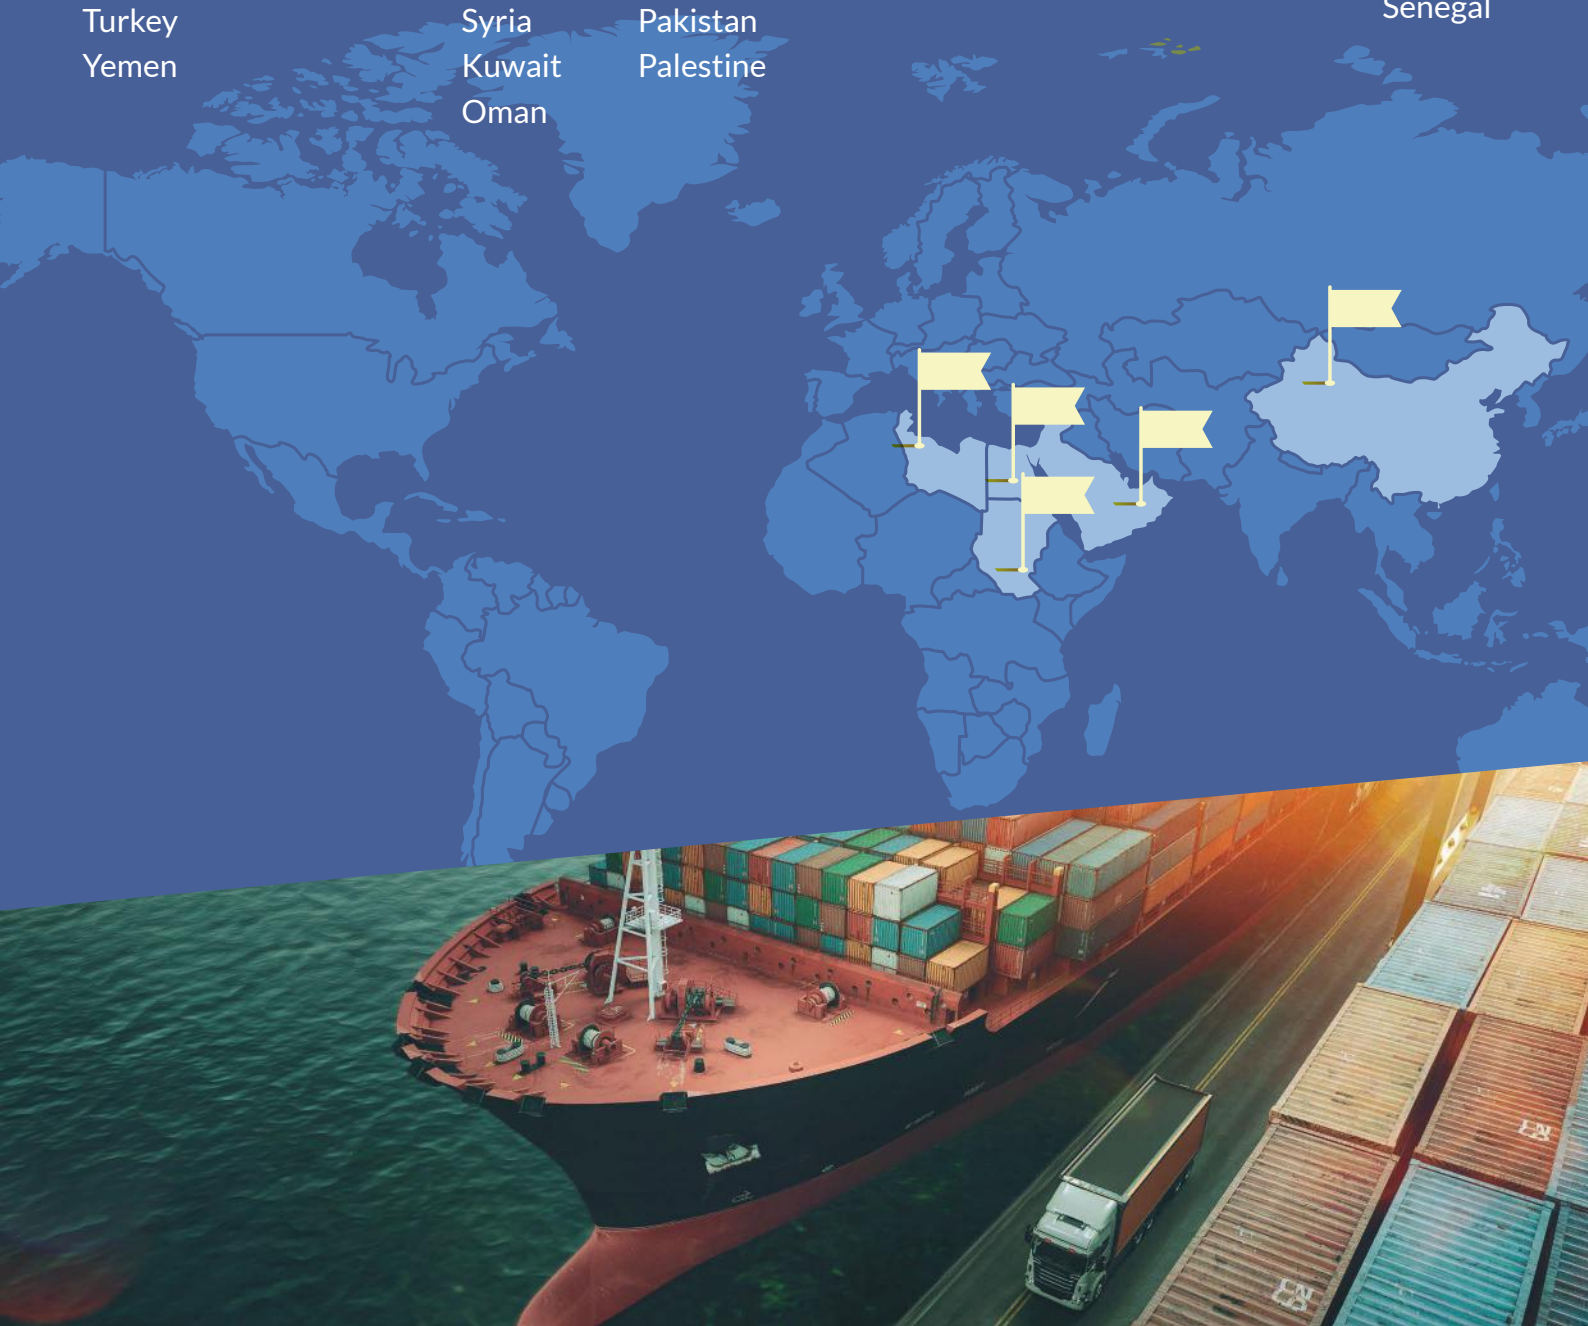 Turkey
Yemen
Syria
Kuwait
Oman
Pakistan
Palestine
Senegal